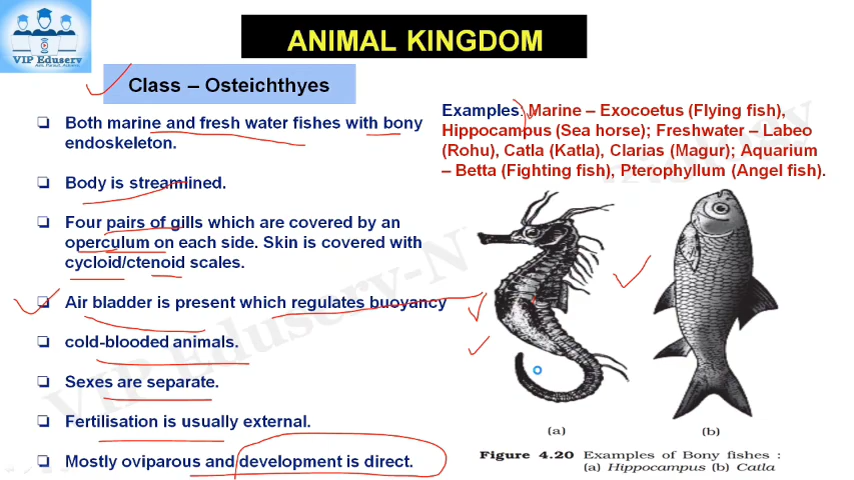 VIP Eduserv
ANIMAL KINGDOM
Class – Osteichthyes
❑ Both marine and fresh water fishes with bony
endoskeleton.
❑ Body is streamlined.
❑ Four pairs of gills which are covered by an
operculum on each side. Skin is covered with
cycloid/ctenoid scales.
❑ Air bladder is present which regulates buoyancy
❑ cold-blooded animals.
❑ Sexes are separate.
❑ Fertilisation is usually external.
❑ Mostly oviparous and development is direct.
Examples: Marine – Exocoetus (Flying fish),
Hippocampus (Sea horse); Freshwater – Labeo
(Rohu), Catla (Katla), Clarias (Magur); Aquarium
– Betta (Fighting fish), Pterophyllum (Angel fish).
(a) (b)
Figure 4.20 Examples of Bony fishes :
(a) Hippocampus (b) Catla